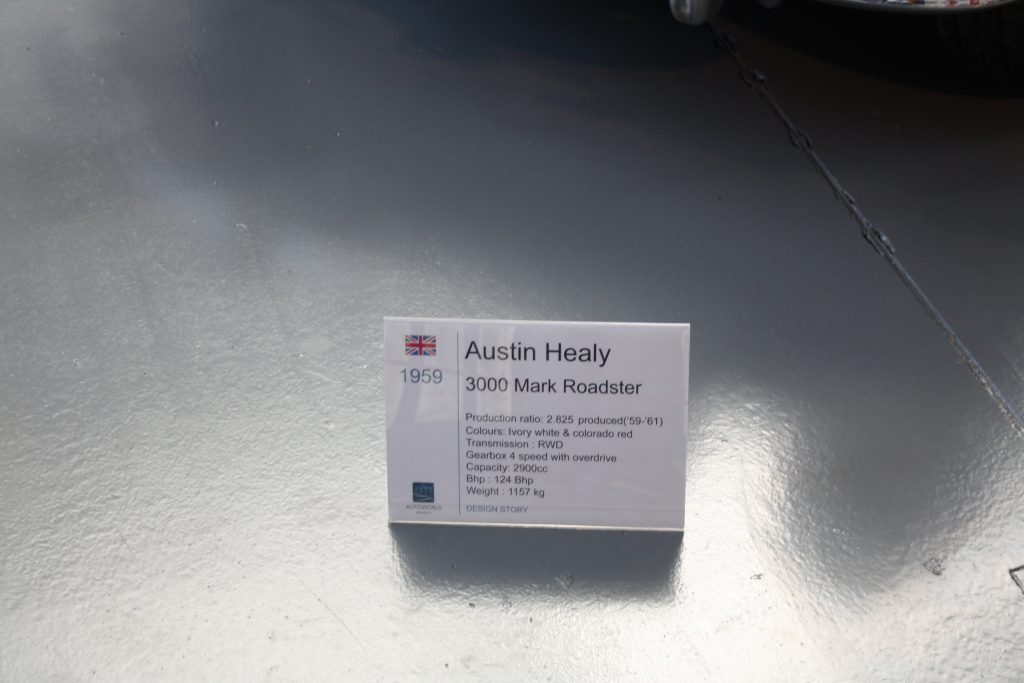 Austin Healy
1959
3000 Mark Roadster
Production ratio: 2.825 produced('59-'61)
Colours: Ivory white & colorado red
Transmission : RWD
Gearbox 4 speed with overdrive
Capacity: 2900cc
Bhp : 124 Bhp
Weight : 1157 kg
AUTOWORLD
DESIGN STORY